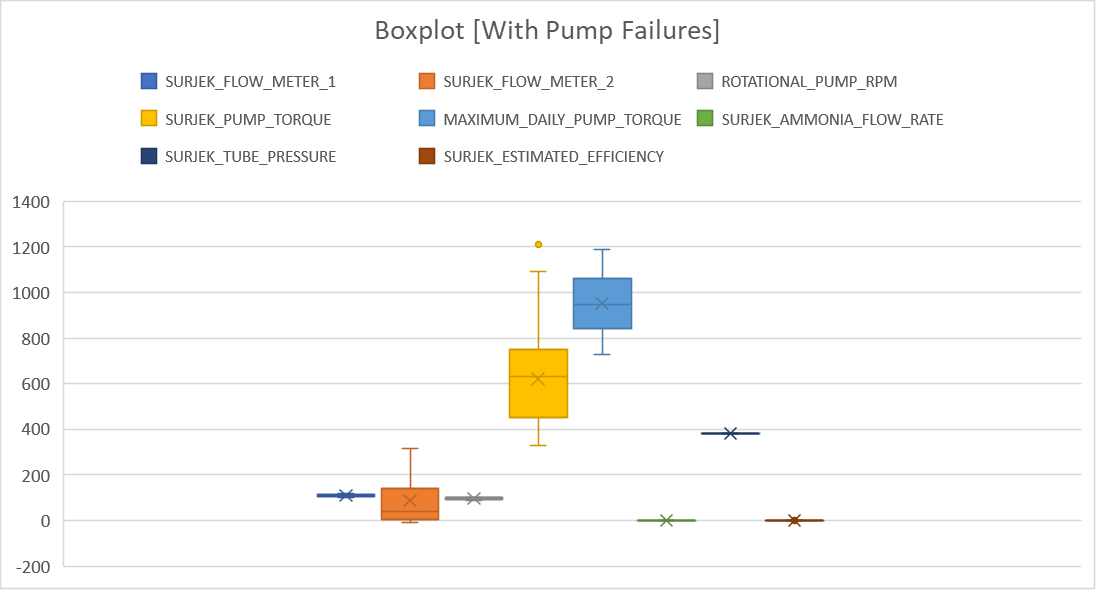 Boxplot [With Pump Failures]
SURJEK_FLOW_METER_1 SURJEK_FLOW_METER_2 ROTATIONAL_PUMP_RPM
SURJEK_PUMP_TORQUE MAXIMUM_DAILY_PUMP_TORQUE SURJEK_AMMONIA_FLOW_RATE
SURJEK_TUBE_PRESSURE SURJEK_ESTIMATED_EFFICIENCY
1400
1200
1000
800
600
400
200
0
-200